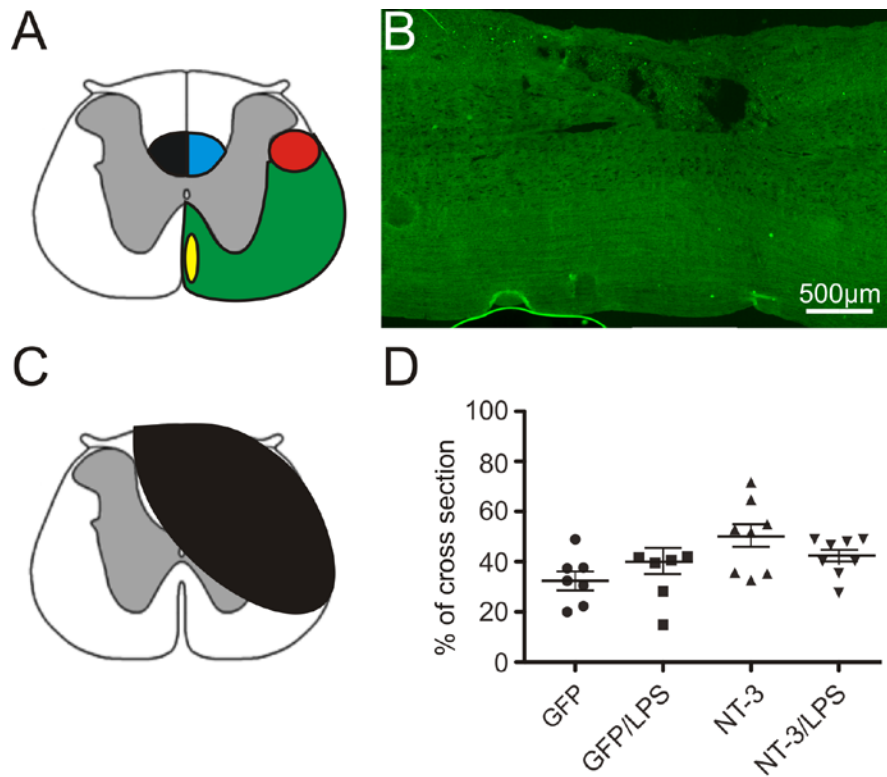 A
B
500µm
C
D
% of cross section
100
80
60
40
20
0
GFP
GFP/LPS
NT-3
NT-3/LPS